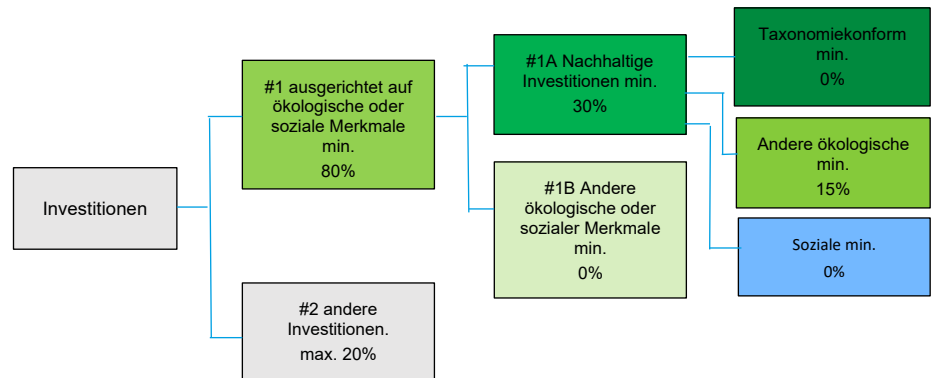 Investitionen
#1 ausgerichtet auf
ökologische oder
soziale Merkmale
min.
80%
#2 andere
Investitionen.
max. 20%
#1A Nachhaltige
Investitionen min.
30%
#1B Andere
ökologische oder
sozialer Merkmale
min.
0%
Taxonomiekonform
min.
0%
Andere ökologische
min.
15%
Soziale min.
0%